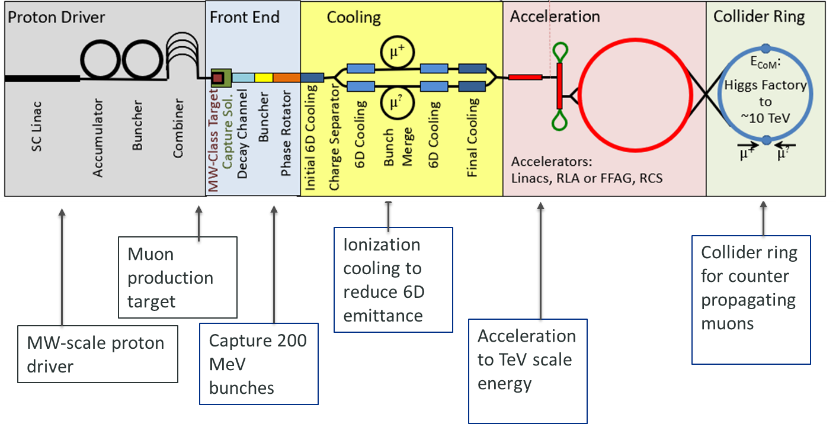 Proton Driver
Front End
Cooling
Acceleration
Collider Ring
SC Linac
Accumulator
Buncher
Combiner
MW-Class Target
Capture Sol.
Decay Channel
Buncher
Phase Rotator
Initial 6D Cooling
Charge Separator
μ+
μ?
6D Cooling
Bunch
Merge
6D Cooling
Final Cooling
Accelerators:
Linacs, RLA or FFAG, RCS
ECoM:
Higgs Factory
to
~10 TeV
μ+
μ?
MW-scale proton
driver
Muon
production
target
Capture 200
MeV
bunches
Ionization
cooling to
reduce 6D
emittance
Acceleration
to TeV scale
energy
Collider ring
for counter
propagating
muons